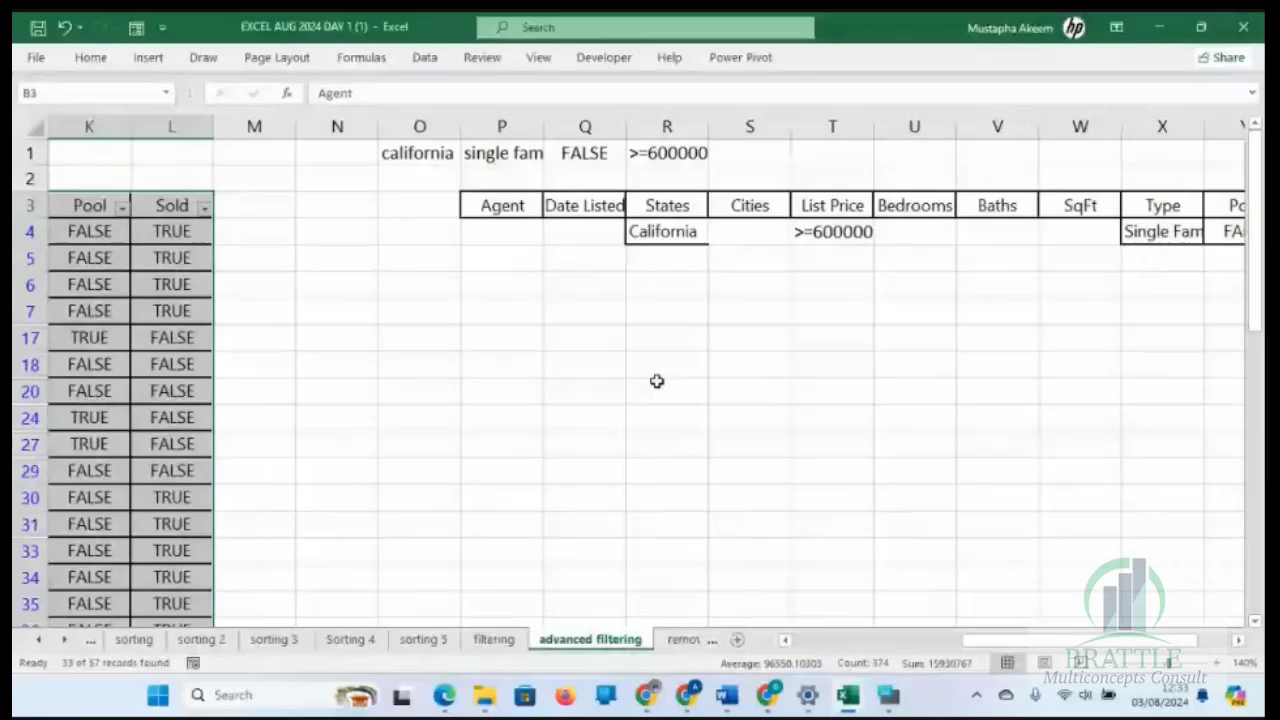 EXCEL AUG 2024 DAY 1 (1) - Excel
Search
Mustapha Akeem
hp
File Home Insert Draw Page Layout Formulas Data Review View Developer Help Power Pivot Share
B3 fx Agent
K L M N O P Q R S T U V W X
1 california single fam FALSE >=600000
2
3 Pool Sold Agent Date Listed States Cities List Price Bedrooms Baths SqFt Type Po
4 FALSE TRUE California >=600000 Single Fam FA
5 FALSE TRUE
6 FALSE TRUE
7 FALSE TRUE
17 TRUE FALSE
18 FALSE FALSE
20 FALSE FALSE
24 TRUE FALSE
27 TRUE FALSE
29 FALSE FALSE
30 FALSE TRUE
31 FALSE TRUE
33 FALSE TRUE
34 FALSE TRUE
35 FALSE TRUE
... sorting sorting 2 sorting 3 Sorting 4 sorting 5 filtering advanced filtering remov ...
Ready 33 of 57 records found Average: 96550.10303 Count: 374 Sum: 15930767 140%
BRATTLE
Multiconcepts Consult
Search 12:33
03/08/2024